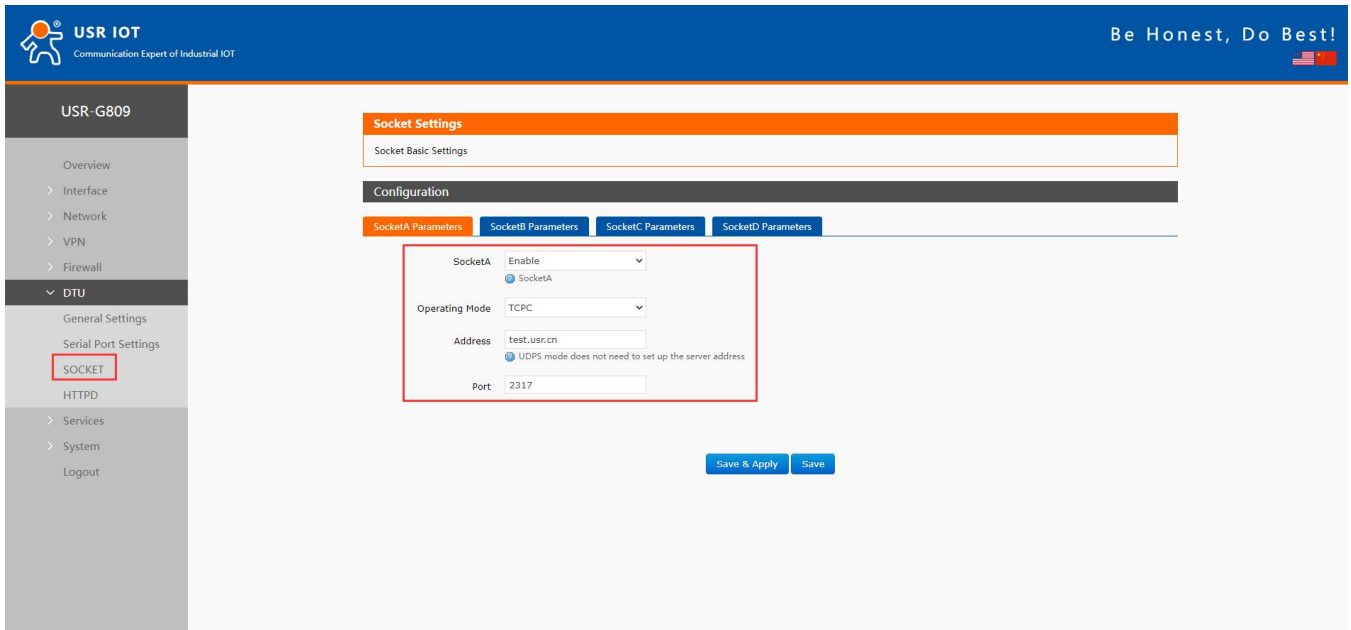 USR IOT
Communication Expert of Industrial IOT
Be Honest, Do Best!
USR-G809
Overview
Interface
Network
VPN
Firewall
DTU
General Settings
Serial Port Settings
SOCKET
HTTPD
Services
System
Logout
Socket Settings
Socket Basic Settings
Configuration
SocketA Parameters SocketB Parameters SocketC Parameters SocketD Parameters
SocketA Enable
SocketA
Operating Mode TCPC
Address test.usr.cn
UDPS mode does not need to set up the server address
Port 2317
Save & Apply Save